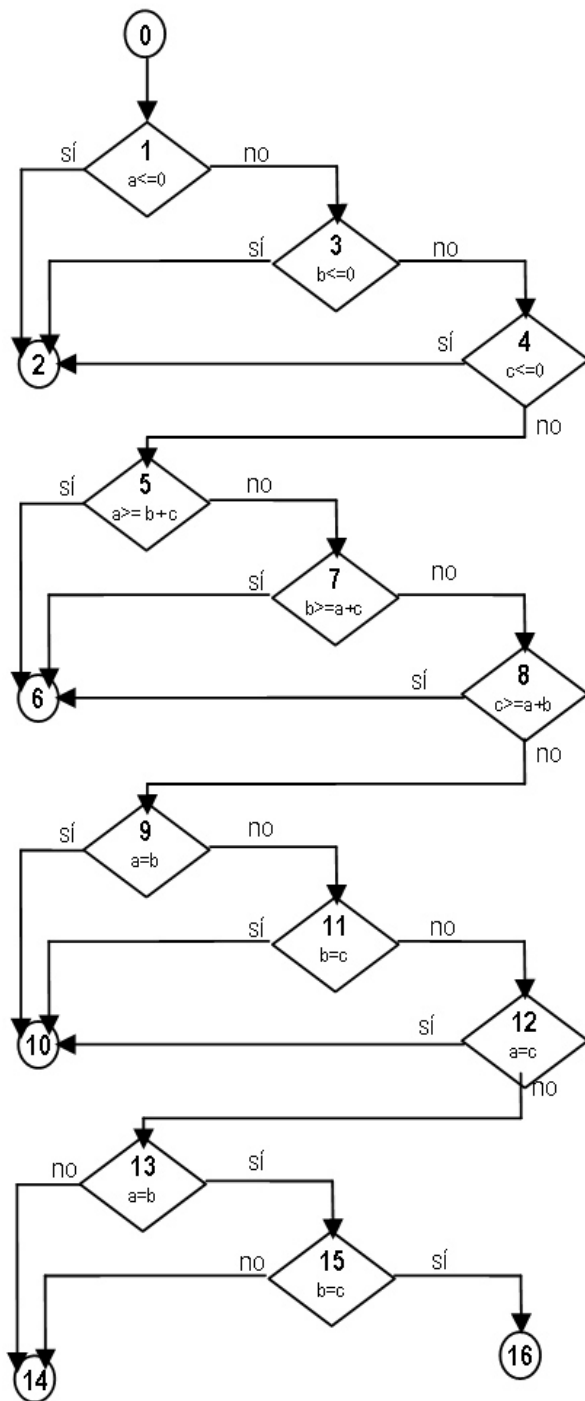 0
sí
1
no
a<=0
sí
3
no
b<=0
2
sí
4
c<=0
no
sí
5
no
a>= b+c
sí
7
no
b>=a+c
6
sí
8
c>=a+b
no
sí
9
no
a=b
sí
11
no
b=c
10
sí
12
a=c
no
no
13
sí
a=b
no
15
sí
b=c
14
16